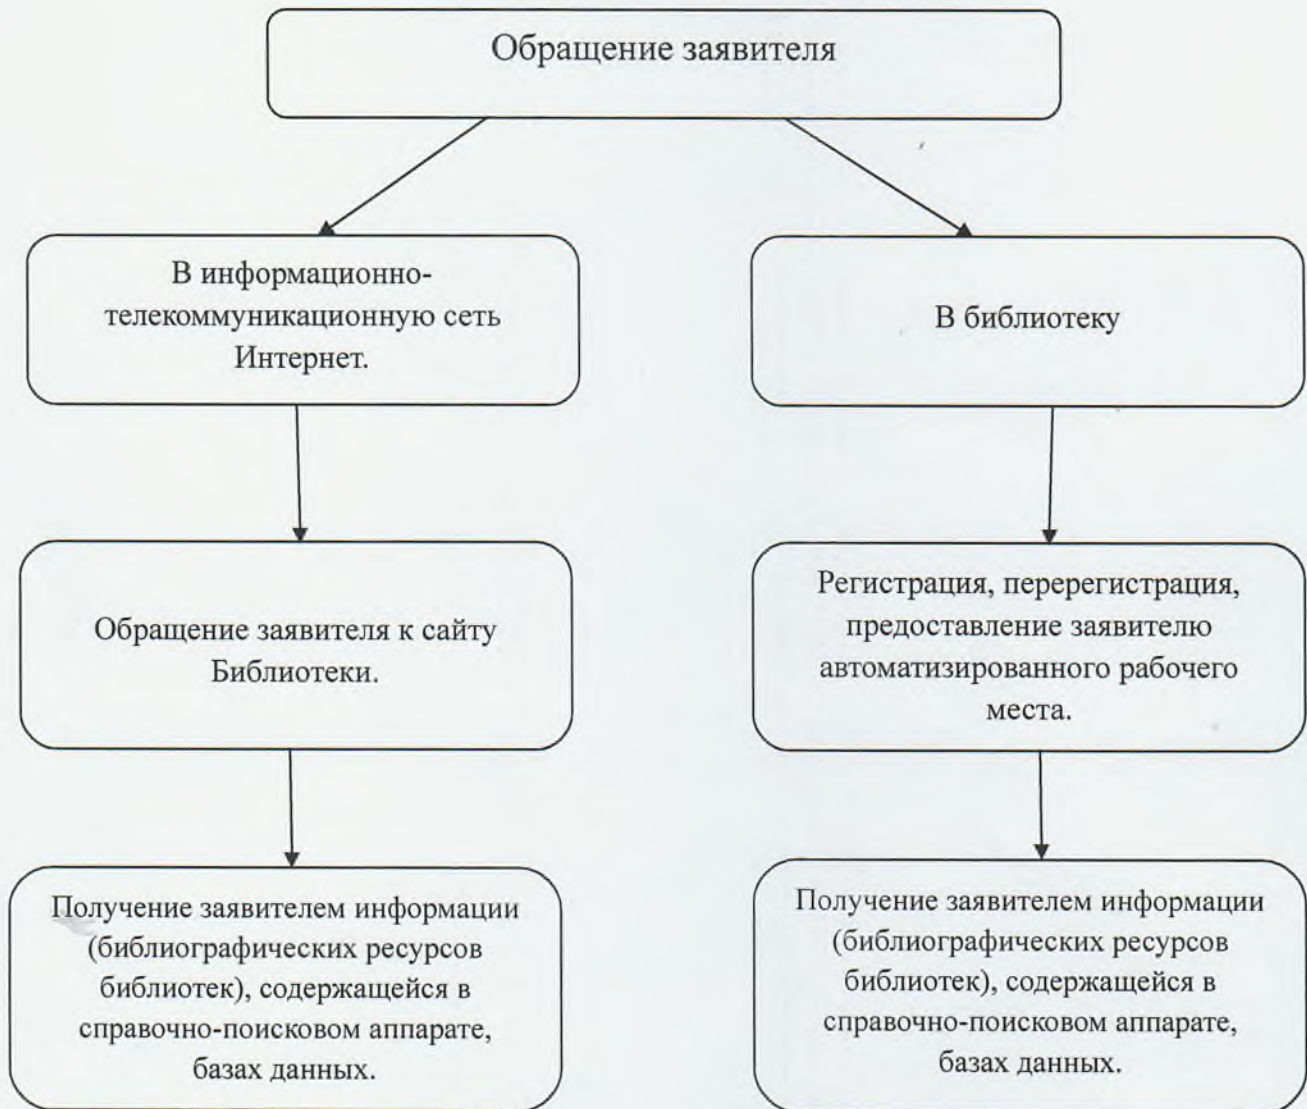 Обращение заявителя
В информационно-
телекоммуникационную сеть
Интернет.
В библиотеку
Обращение заявителя к сайту
Библиотеки.
Регистрация, перерегистрация,
предоставление заявителю
автоматизированного рабочего
места.
Получение заявителем информации
(библиографических ресурсов
библиотек), содержащейся в
справочно-поисковом аппарате,
базах данных.
Получение заявителем информации
(библиографических ресурсов
библиотек), содержащейся в
справочно-поисковом аппарате,
базах данных.